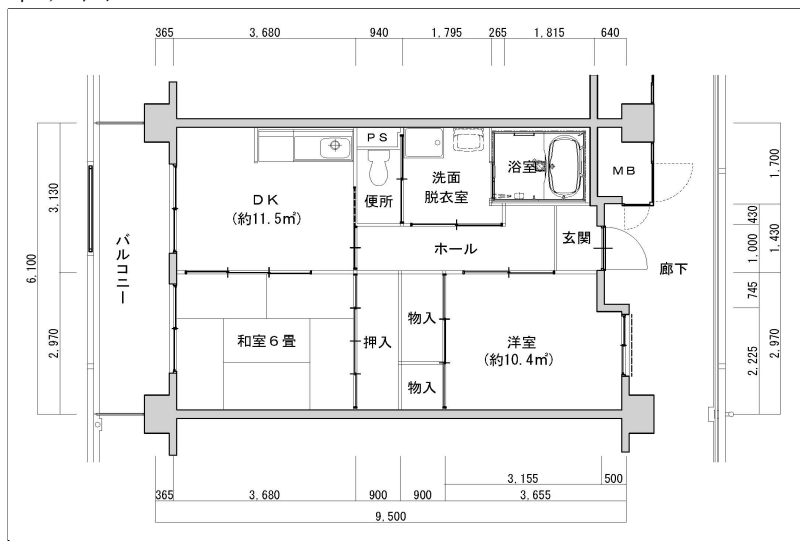 365
3,680
940
1,795
265
1,815
640
PS
浴室
MB
洗面
脱衣室
便所
DK
(約11.5㎡)
玄関
ホール
廊下
バルコニー
和室6畳
押入
物入
物入
洋室
(約10.4㎡)
6,100
3,130
2,970
1,700
430
1,430
1,000
745
2,970
2,225
3,155
500
365
3,680
900
900
3,655
9,500